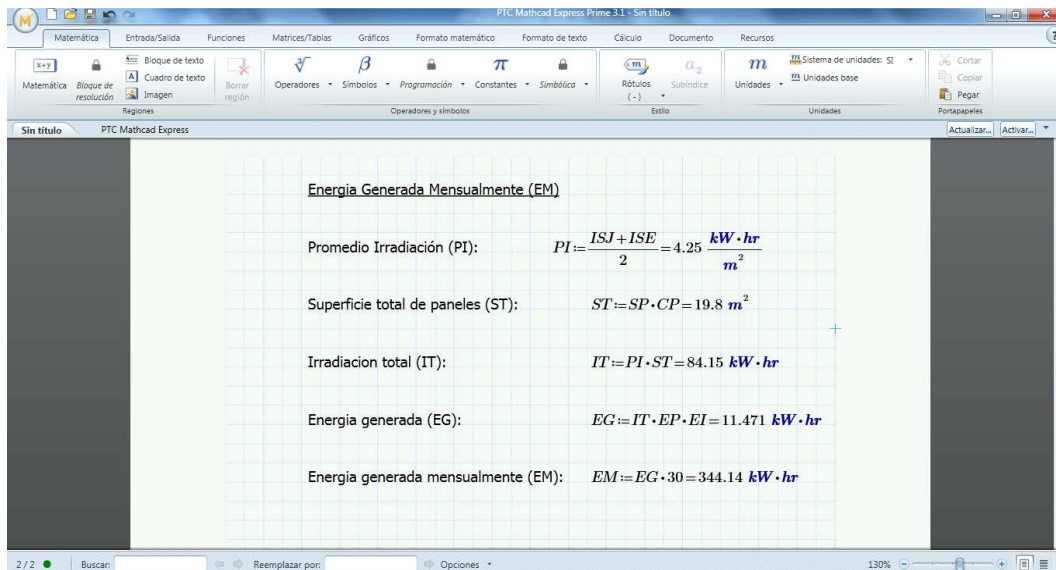 PTC Mathcad Express Prime 3.1 - Sin título
Matemática Entrada/Salida Funciones Matrices/Tablas Gráficos Formato matemático Formato de texto Cálculo Documento Recursos
Matemática
Bloque de resolución
Bloque de texto
Cuadro de texto
Imagen
Borrar región
Regiones
Operadores
Símbolos
Programación
Constantes
Simbólica
Operadores y símbolos
Rótulos
(-)
Subíndice
Estilo
Unidades
Sistema de unidades: SI
Unidades base
Unidades
Cortar
Copiar
Pegar
Portapapeles
Sin título PTC Mathcad Express Actualizar... Activar...
Energia Generada Mensualmente (EM)
Promedio Irradiación (PI): PI:=(ISJ+ISE)/2=4.25 kW·hr/m²
Superficie total de paneles (ST): ST:=SP·CP=19.8 m²
Irradiacion total (IT): IT:=PI·ST=84.15 kW·hr
Energia generada (EG): EG:=IT·EP·EI=11.471 kW·hr
Energia generada mensualmente (EM): EM:=EG·30=344.14 kW·hr
2/2 Buscar: Reemplazar por: Opciones 130%